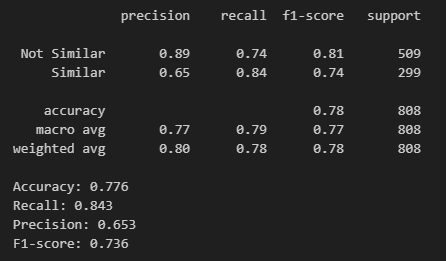 precision recall f1-score support
Not Similar 0.89 0.74 0.81 509
Similar 0.65 0.84 0.74 299
accuracy 0.78 808
macro avg 0.77 0.79 0.77 808
weighted avg 0.80 0.78 0.78 808
Accuracy: 0.776
Recall: 0.843
Precision: 0.653
F1-score: 0.736